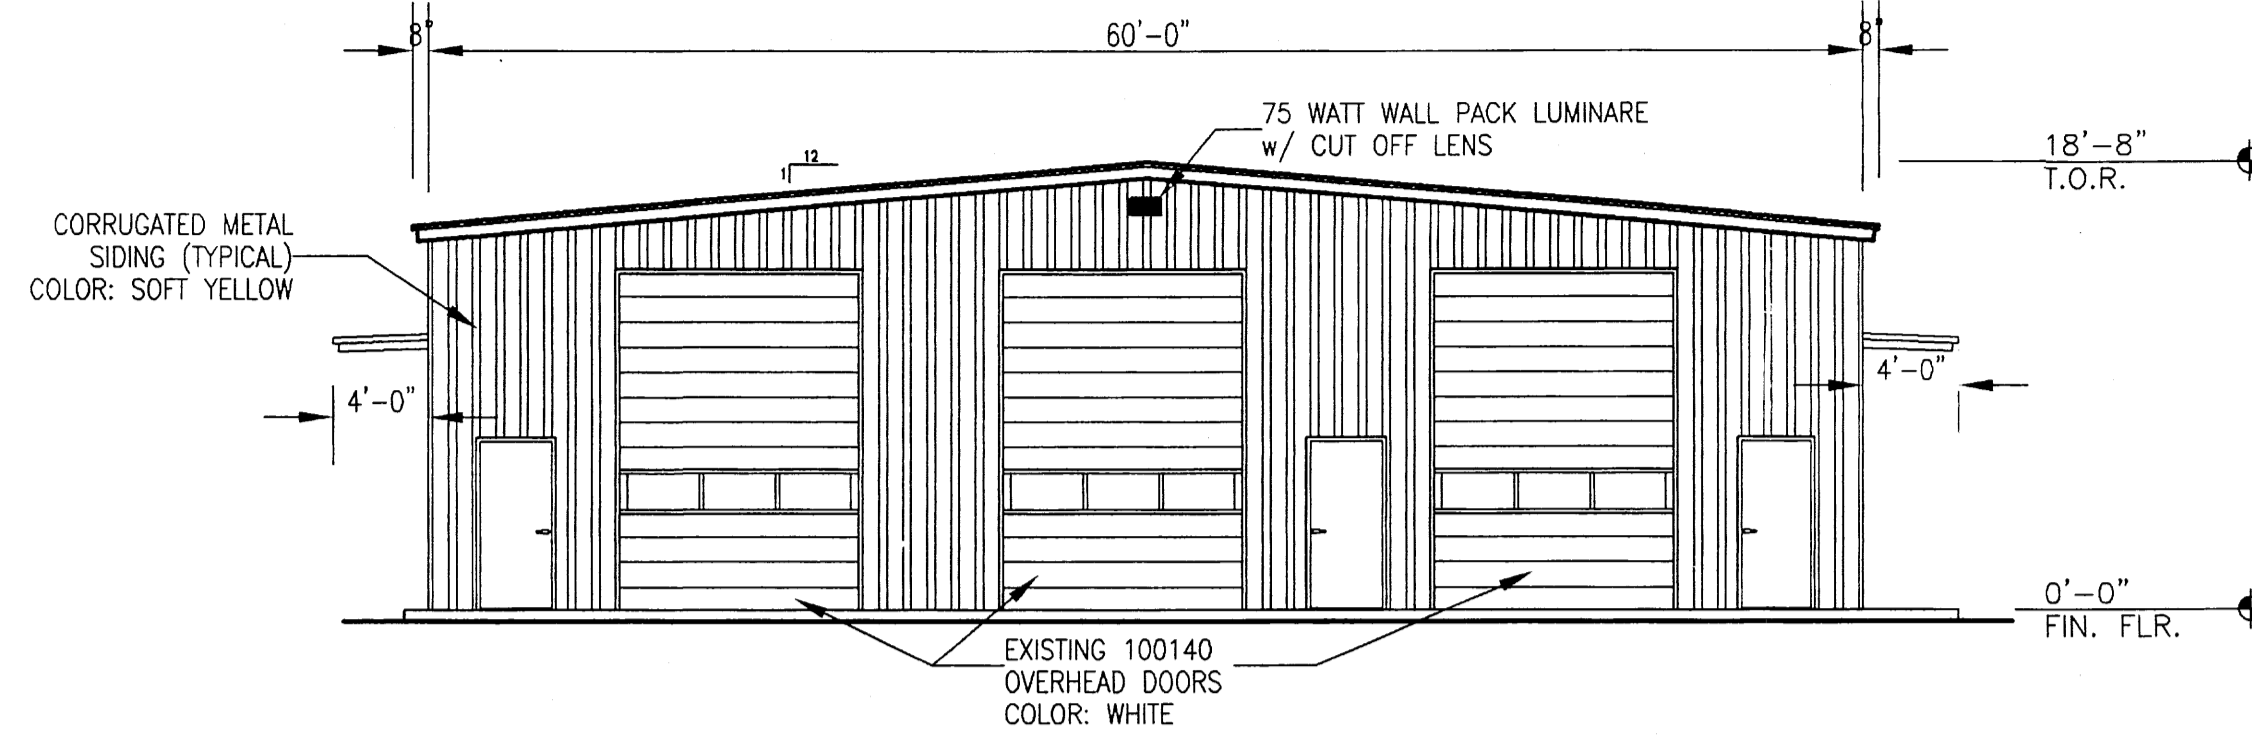 8"
60'-0"
8"
75 WATT WALL PACK LUMINARE
w/ CUT OFF LENS
12
1
18'-8"
T.O.R.
CORRUGATED METAL
SIDING (TYPICAL)
COLOR: SOFT YELLOW
4'-0"
4'-0"
0'-0"
FIN. FLR.
EXISTING 100140
OVERHEAD DOORS
COLOR: WHITE